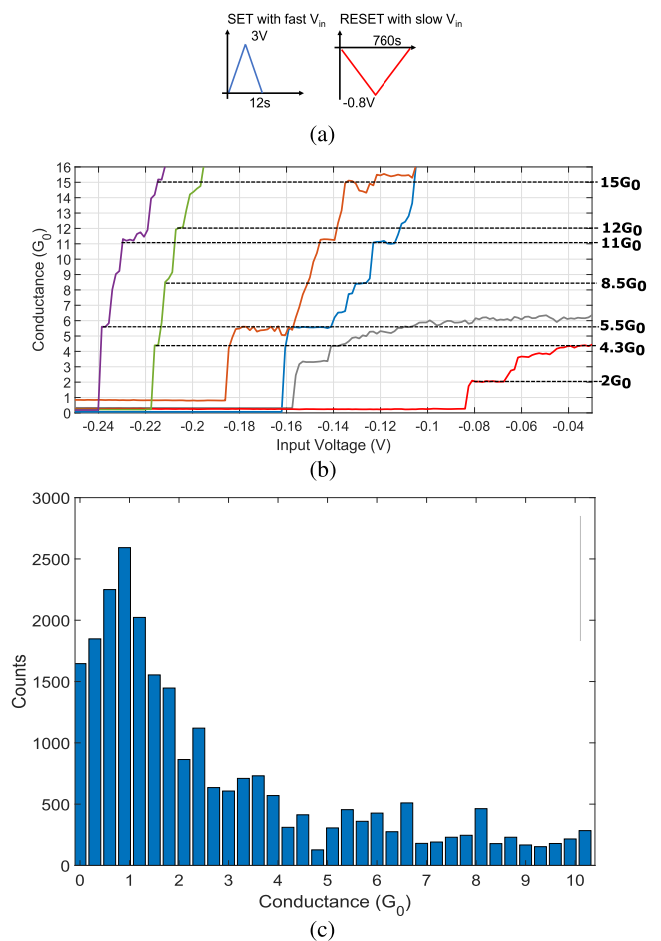 SET with fast Vin
RESET with slow Vin
3V
12s
760s
-0.8V
(a)
Conductance (G0)
16
15
14
13
12
11
10
9
8
7
6
5
4
3
2
1
0
15G0
12G0
11G0
8.5G0
5.5G0
4.3G0
2G0
-0.24 -0.22 -0.2 -0.18 -0.16 -0.14 -0.12 -0.1 -0.08 -0.06 -0.04
Input Voltage (V)
(b)
Counts
3000
2500
2000
1500
1000
500
0
0 1 2 3 4 5 6 7 8 9 10
Conductance (G0)
(c)